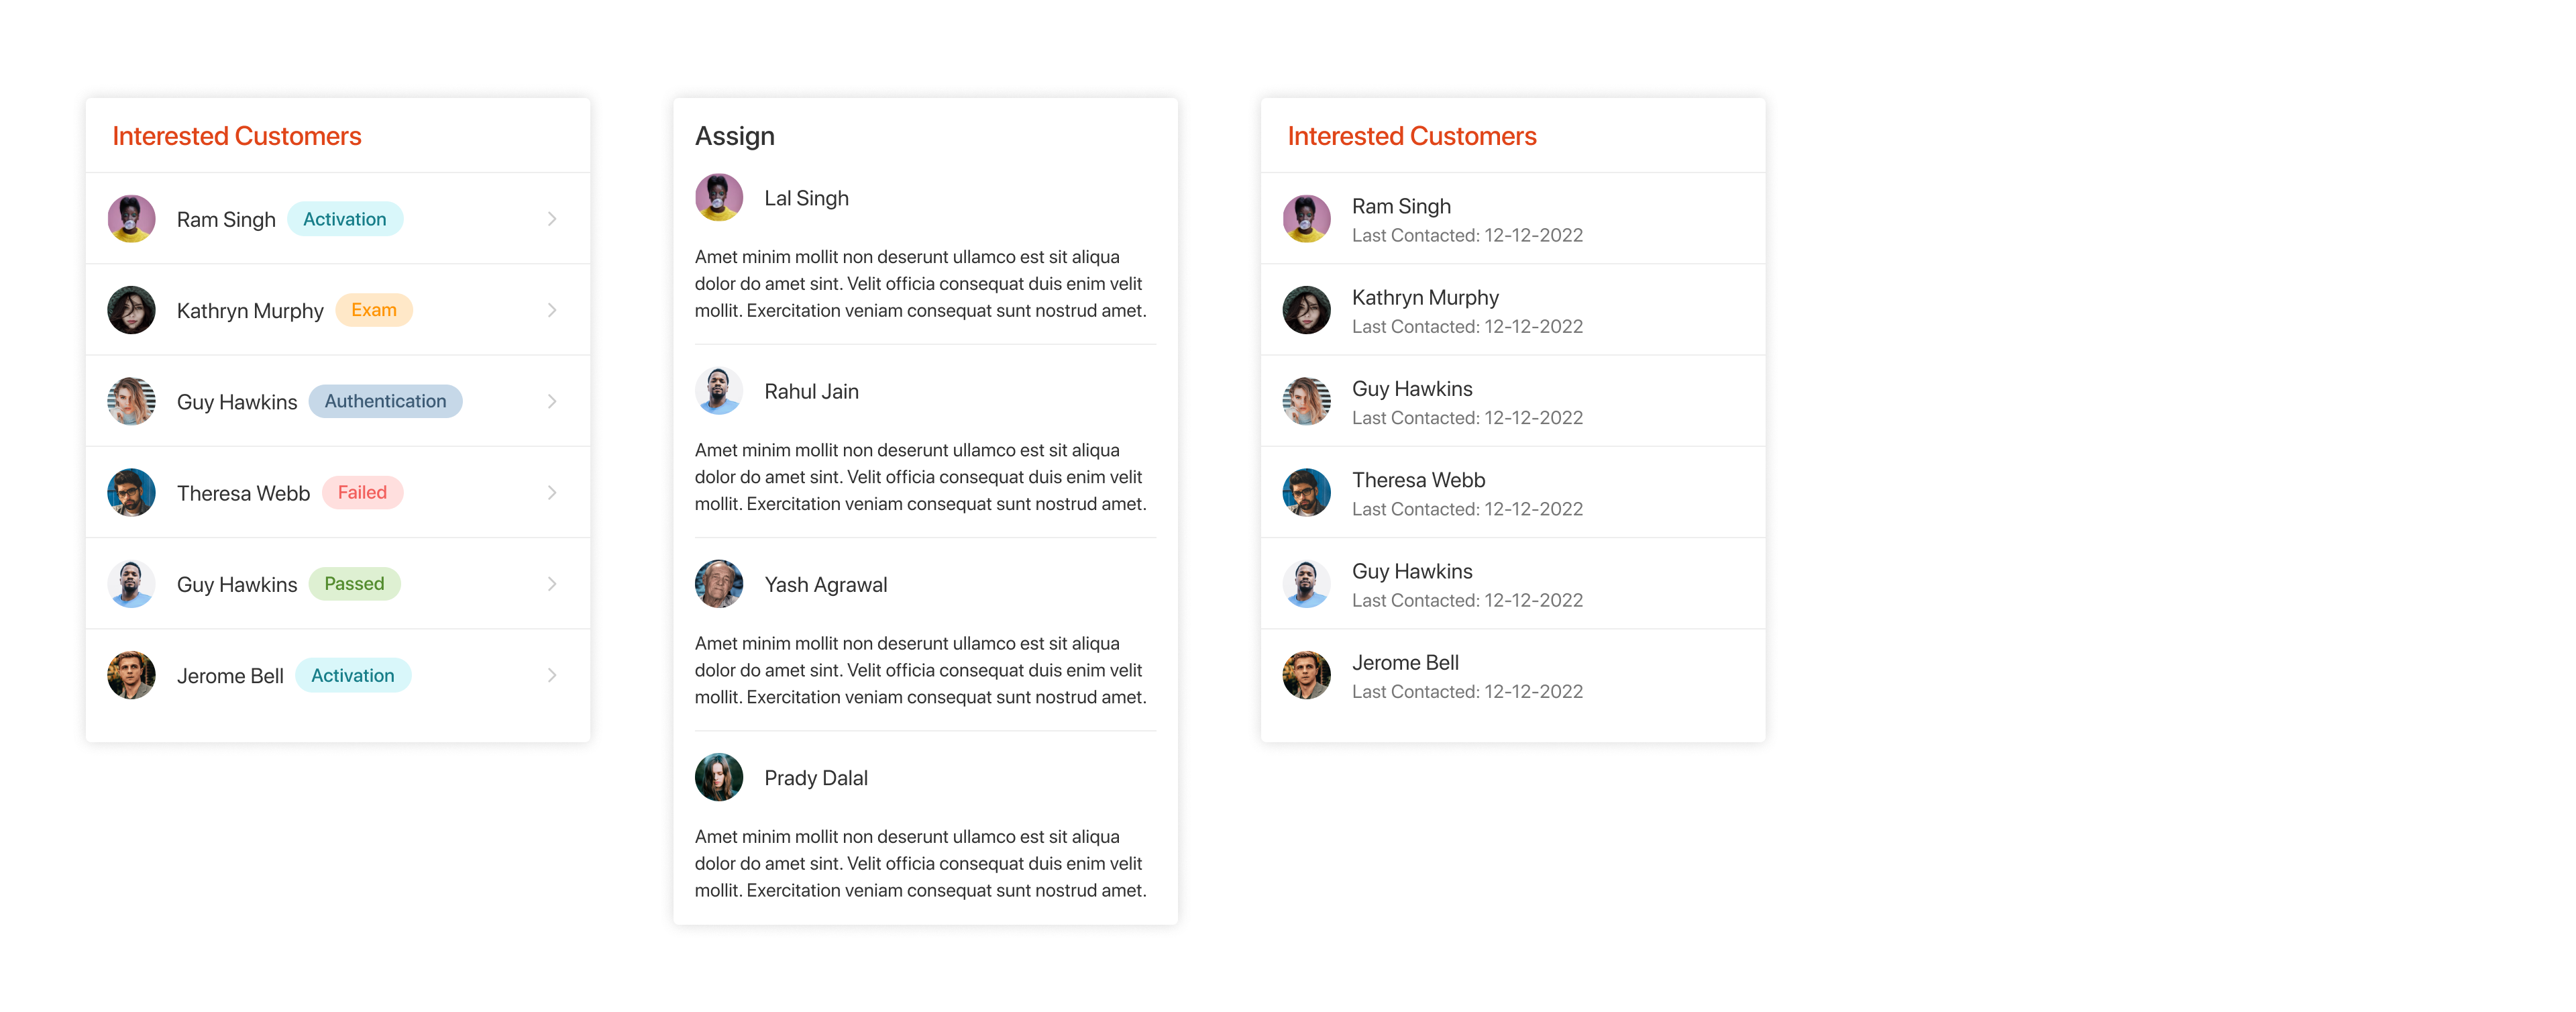 Interested Customers
Ram Singh Activation
Kathryn Murphy Exam
Guy Hawkins Authentication
Theresa Webb Failed
Guy Hawkins Passed
Jerome Bell Activation
Assign
Lal Singh
Amet minim mollit non deserunt ullamco est sit aliqua
dolor do amet sint. Velit officia consequat duis enim velit
mollit. Exercitation veniam consequat sunt nostrud amet.
Rahul Jain
Amet minim mollit non deserunt ullamco est sit aliqua
dolor do amet sint. Velit officia consequat duis enim velit
mollit. Exercitation veniam consequat sunt nostrud amet.
Yash Agrawal
Amet minim mollit non deserunt ullamco est sit aliqua
dolor do amet sint. Velit officia consequat duis enim velit
mollit. Exercitation veniam consequat sunt nostrud amet.
Prady Dalal
Amet minim mollit non deserunt ullamco est sit aliqua
dolor do amet sint. Velit officia consequat duis enim velit
mollit. Exercitation veniam consequat sunt nostrud amet.
Interested Customers
Ram Singh
Last Contacted: 12-12-2022
Kathryn Murphy
Last Contacted: 12-12-2022
Guy Hawkins
Last Contacted: 12-12-2022
Theresa Webb
Last Contacted: 12-12-2022
Guy Hawkins
Last Contacted: 12-12-2022
Jerome Bell
Last Contacted: 12-12-2022